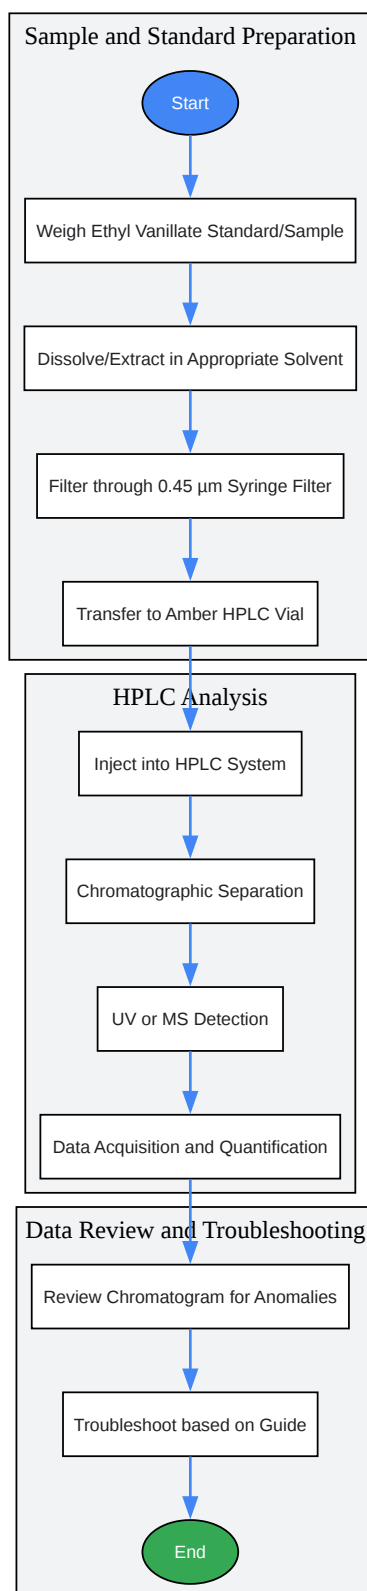 Sample and Standard Preparation
Start
Weigh Ethyl Vanillate Standard/Sample
Dissolve/Extract in Appropriate Solvent
Filter through 0.45 µm Syringe Filter
Transfer to Amber HPLC Vial
HPLC Analysis
Inject into HPLC System
Chromatographic Separation
UV or MS Detection
Data Acquisition and Quantification
Data Review and Troubleshooting
Review Chromatogram for Anomalies
Troubleshoot based on Guide
End